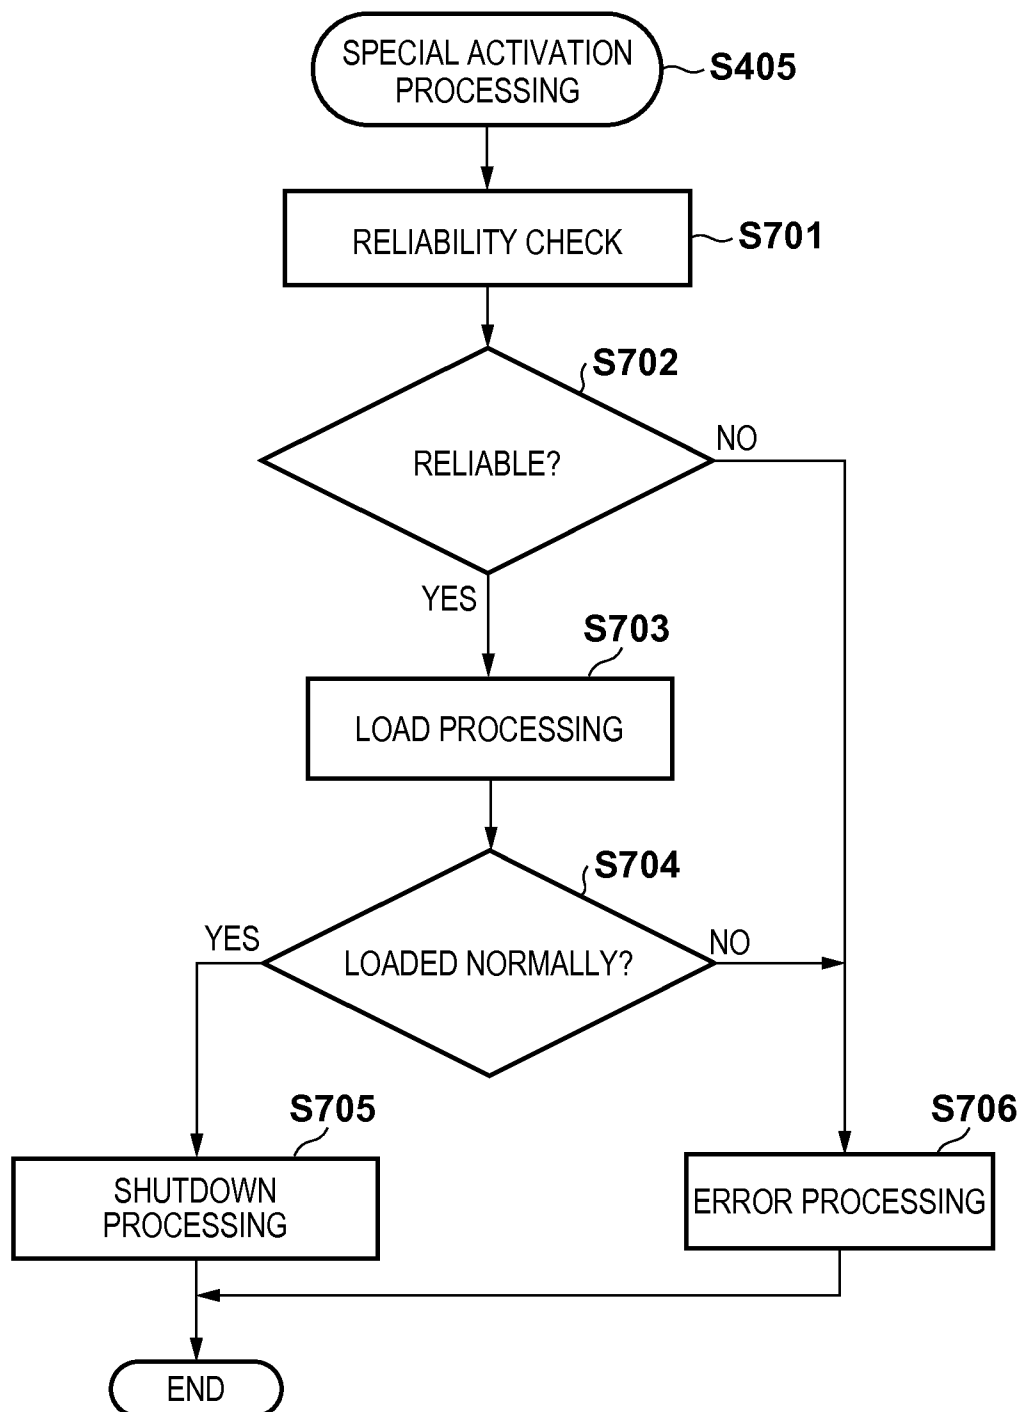 SPECIAL ACTIVATION
PROCESSING
S405
RELIABILITY CHECK
S701
S702
RELIABLE?
NO
YES
S703
LOAD PROCESSING
S704
YES
LOADED NORMALLY?
NO
S705
SHUTDOWN
PROCESSING
S706
ERROR PROCESSING
END